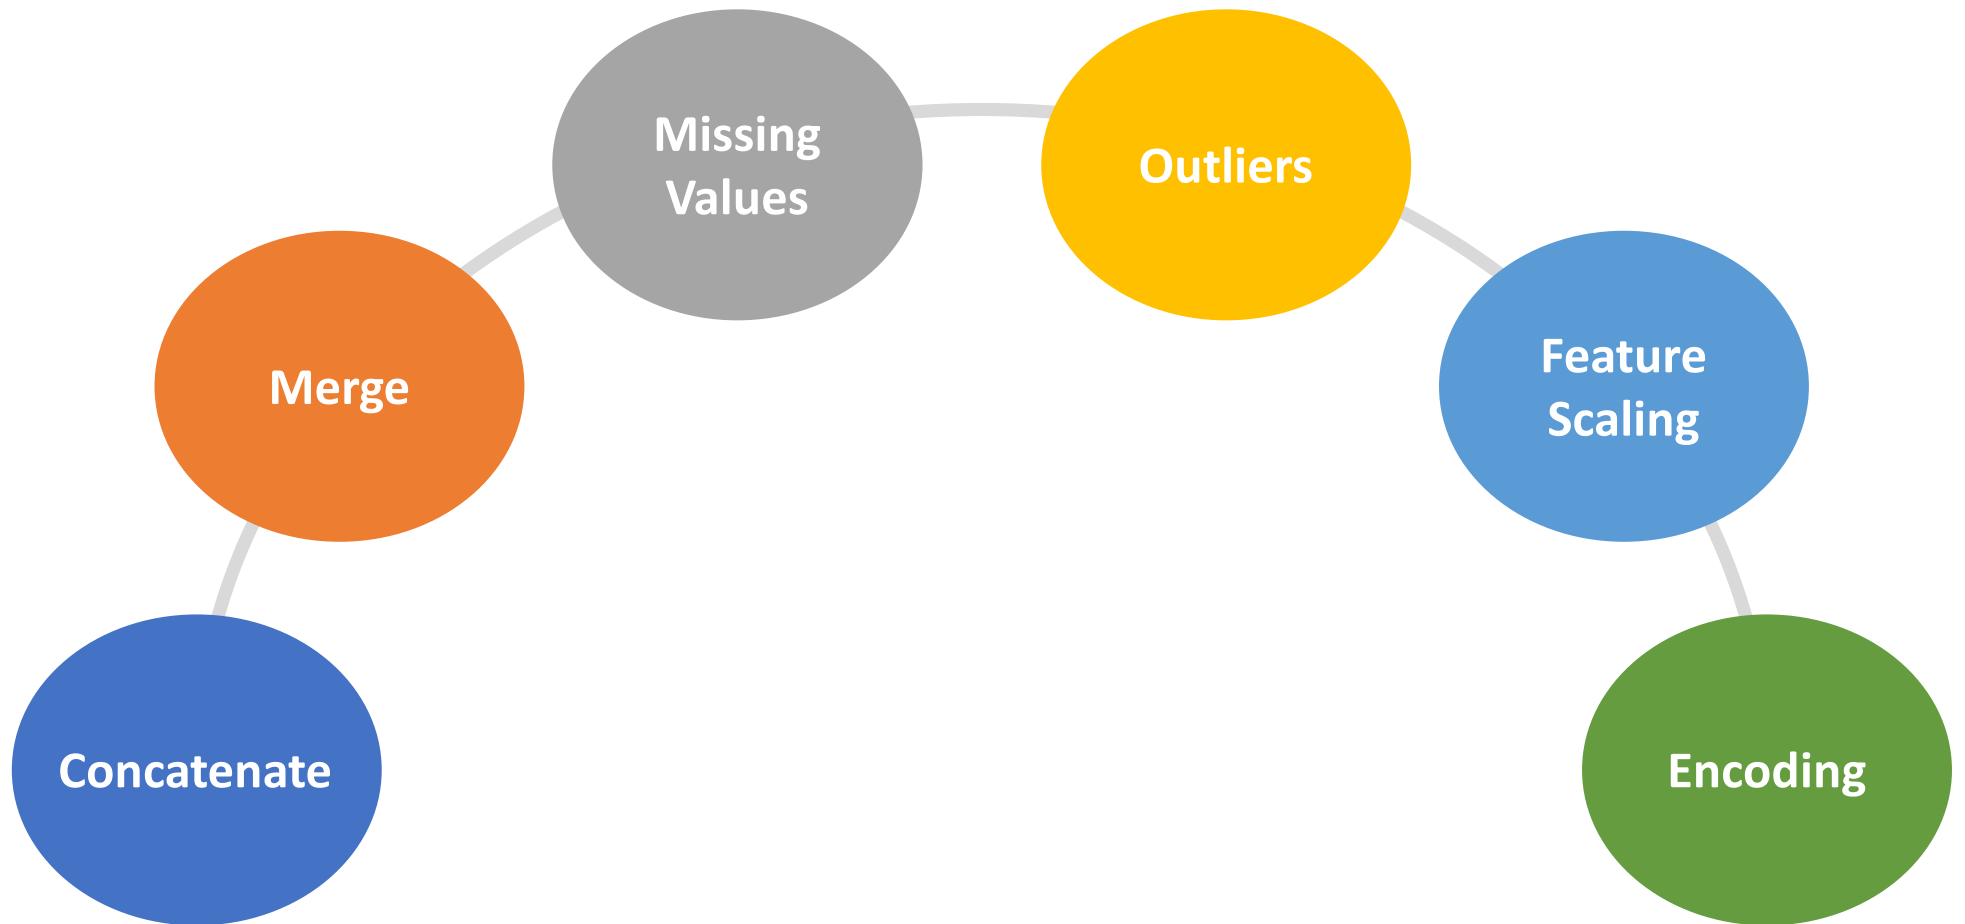 Concatenate
Merge
Missing
Values
Outliers
Feature
Scaling
Encoding